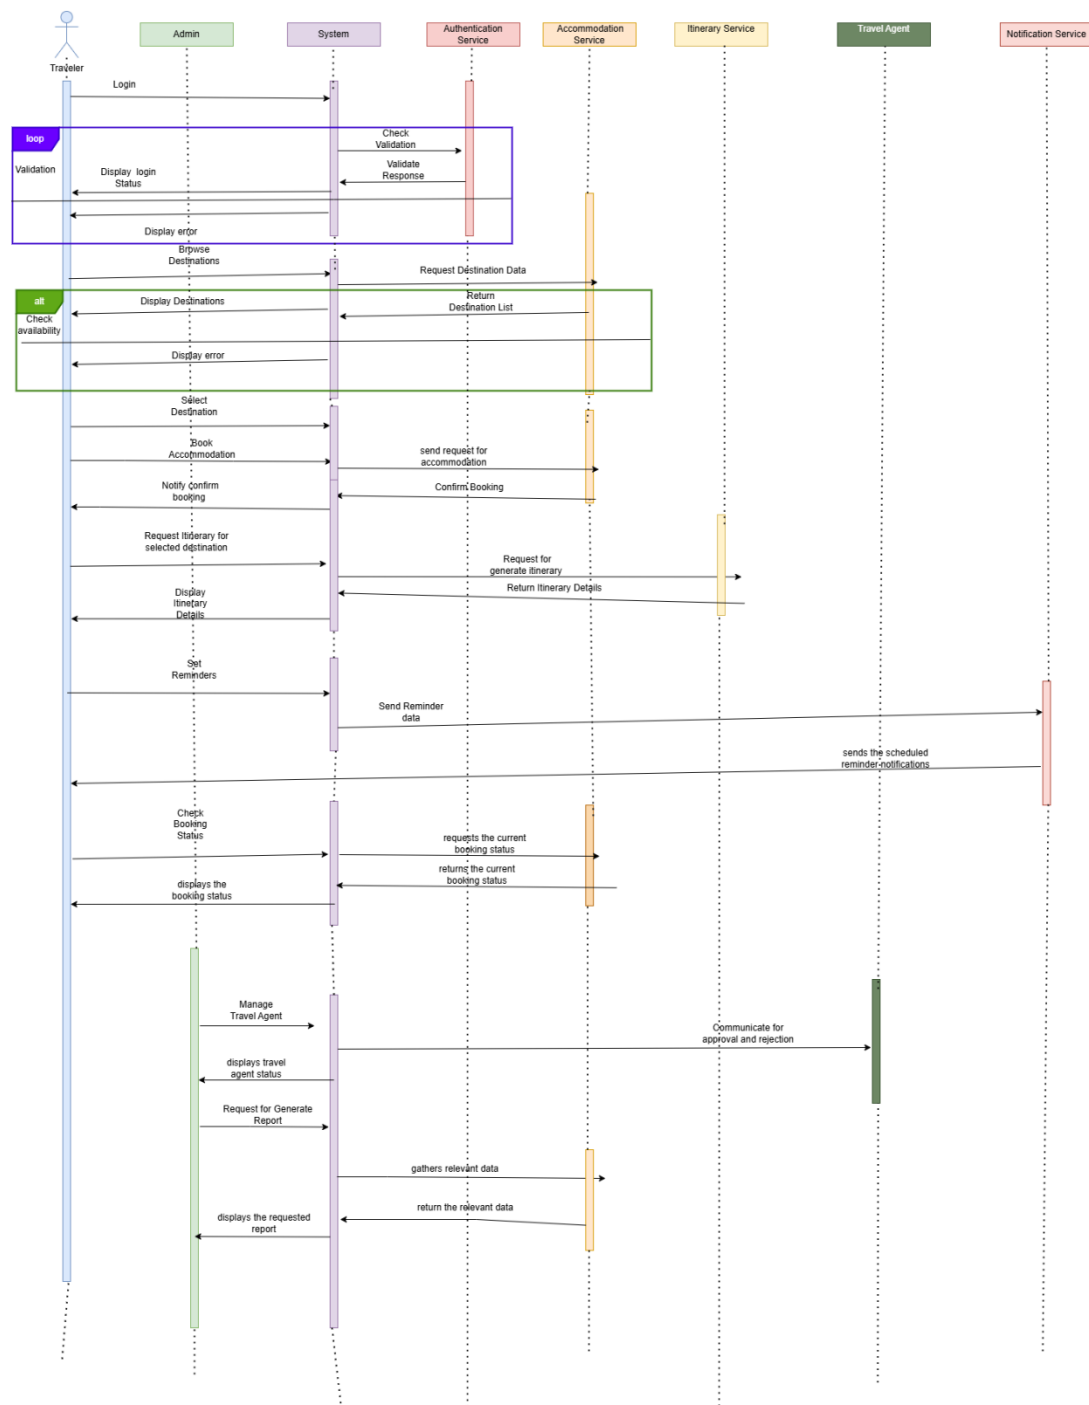 Admin
System
Authentication
Service
Accommodation
Service
Itinerary Service
Travel Agent
Notification Service
Traveler
Login
loop
Check
Validation
Validation
Validate
Response
Display login
Status
Display error
Browse
Destinations
Request Destination Data
alt
Return
Destination List
Display Destinations
Check
availability
Display error
Select
Destination
Book
Accommodation
send request for
accommodation
Notify confirm
booking
Confirm Booking
Request Itinerary for
selected destination
Request for
generate itinerary
Return Itinerary Details
Display
Itinerary
Details
Set
Reminders
Send Reminder
data
sends the scheduled
reminder notifications
Check
Booking
Status
requests the current
booking status
returns the current
booking status
displays the
booking status
Manage
Travel Agent
Communicate for
approval and rejection
displays travel
agent status
Request for Generate
Report
gathers relevant data
return the relevant data
displays the requested
report